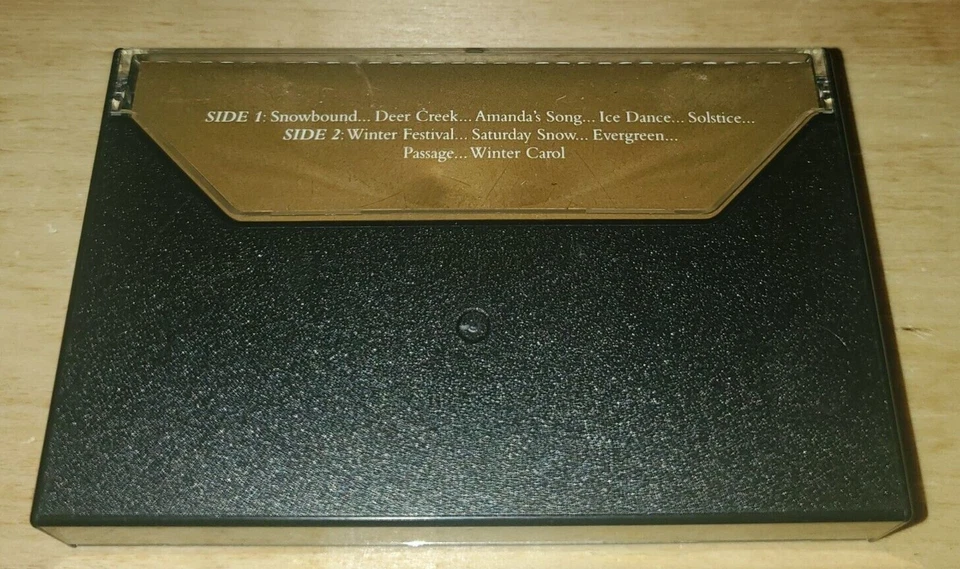 SIDE 1: Snowbound... Deer Creek... Amanda's Song... Ice Dance... Solstice...
SIDE 2: Winter Festival... Saturday Snow... Evergreen...
Passage... Winter Carol